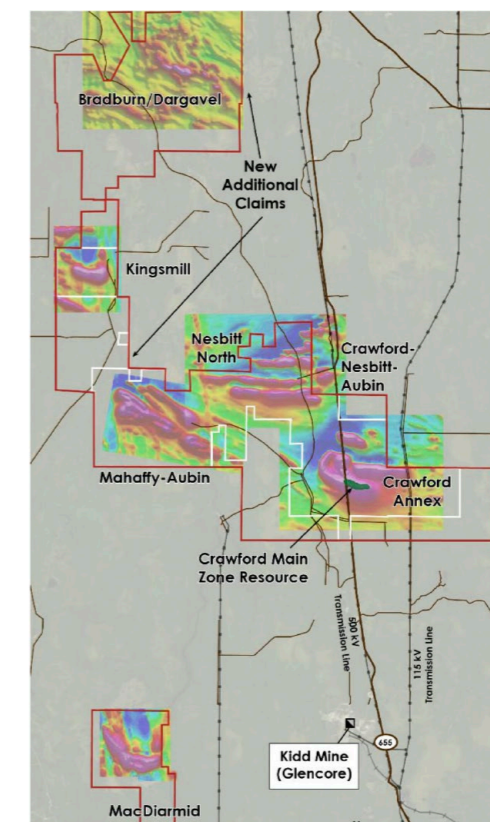 Bradburn/Dargavel
New
Additional
Claims
Kingsmill
Nesbitt
North
Crawford-
Nesbitt-
Aubin
Mahaffy-Aubin
Crawford
Annex
Crawford Main
Zone Resource
500 kV
Transmission Line
115 kV
Transmission Line
655
Kidd Mine
(Glencore)
MacDiarmid